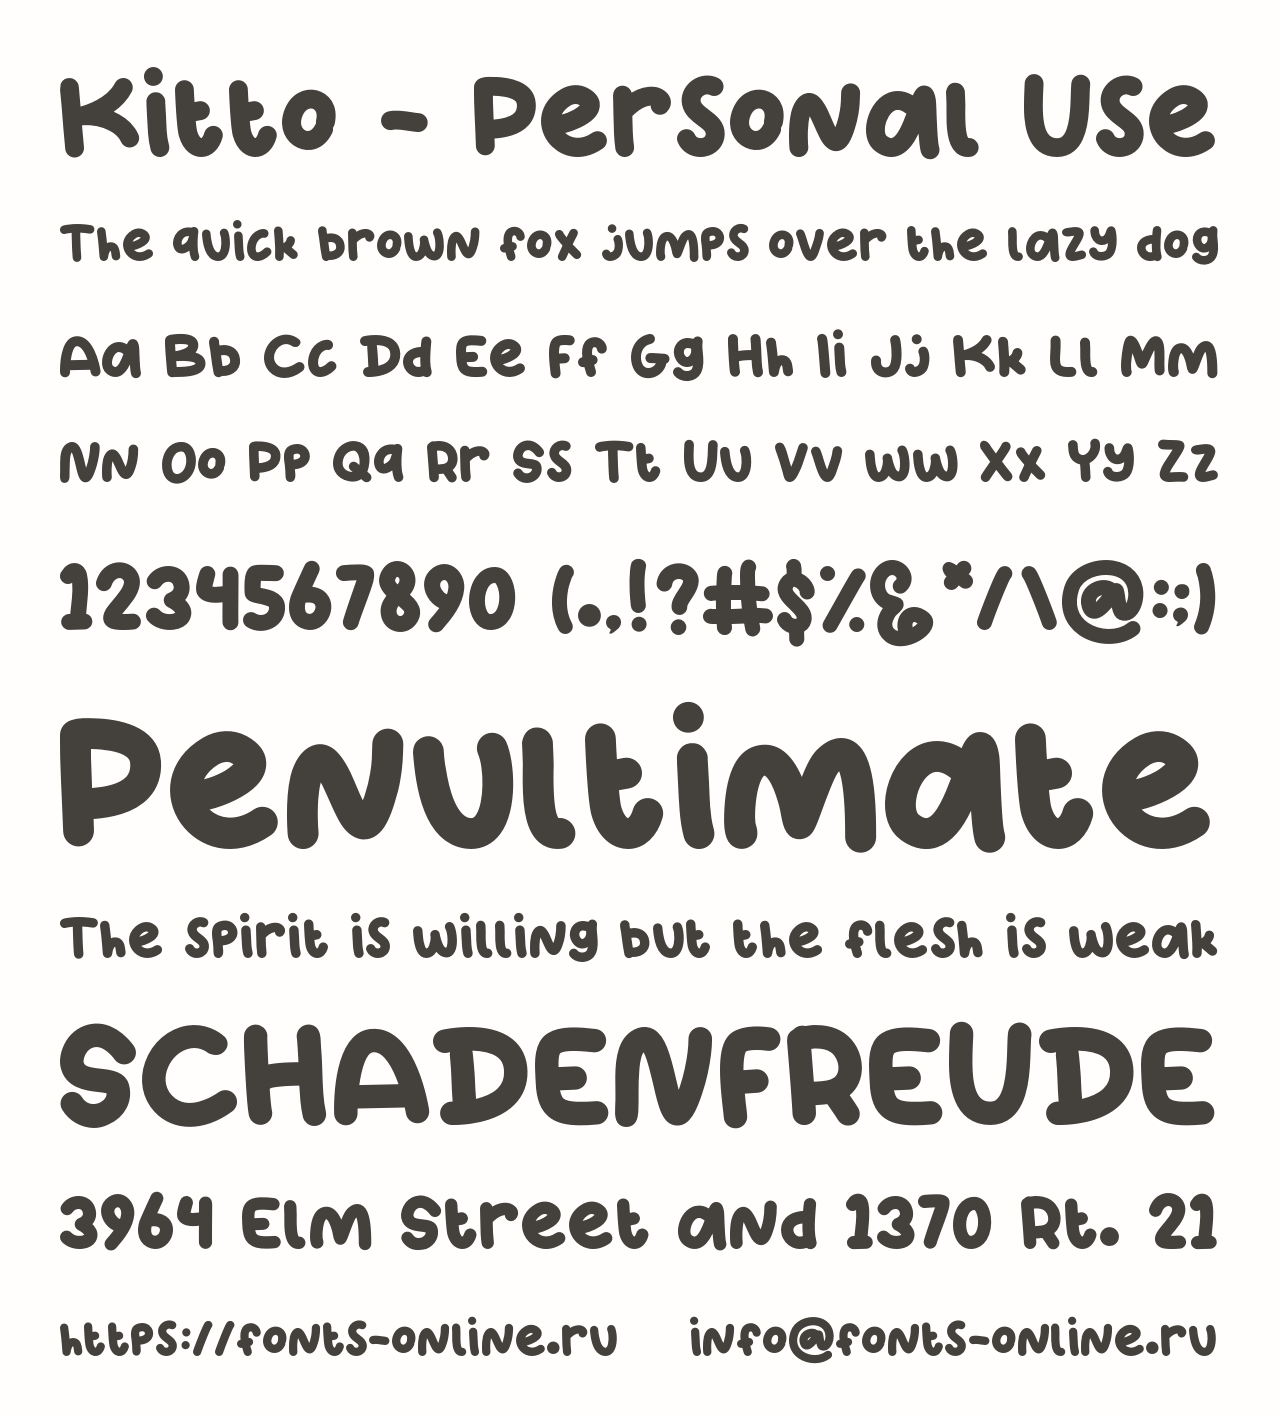 Kitto - Personal Use
The quick brown fox jumps over the lazy dog
Aa Bb Cc Dd Ee Ff Gg Hh Ii Jj Kk Ll Mm
Nn Oo Pp Qq Rr Ss Tt Uu Vv Ww Xx Yy Zz
1234567890 (.,!?#$%&*/\@:;)
Penultimate
The spirit is willing but the flesh is weak
SCHADENFREUDE
3964 Elm Street and 1370 Rt. 21
https://fonts-online.ru info@fonts-online.ru